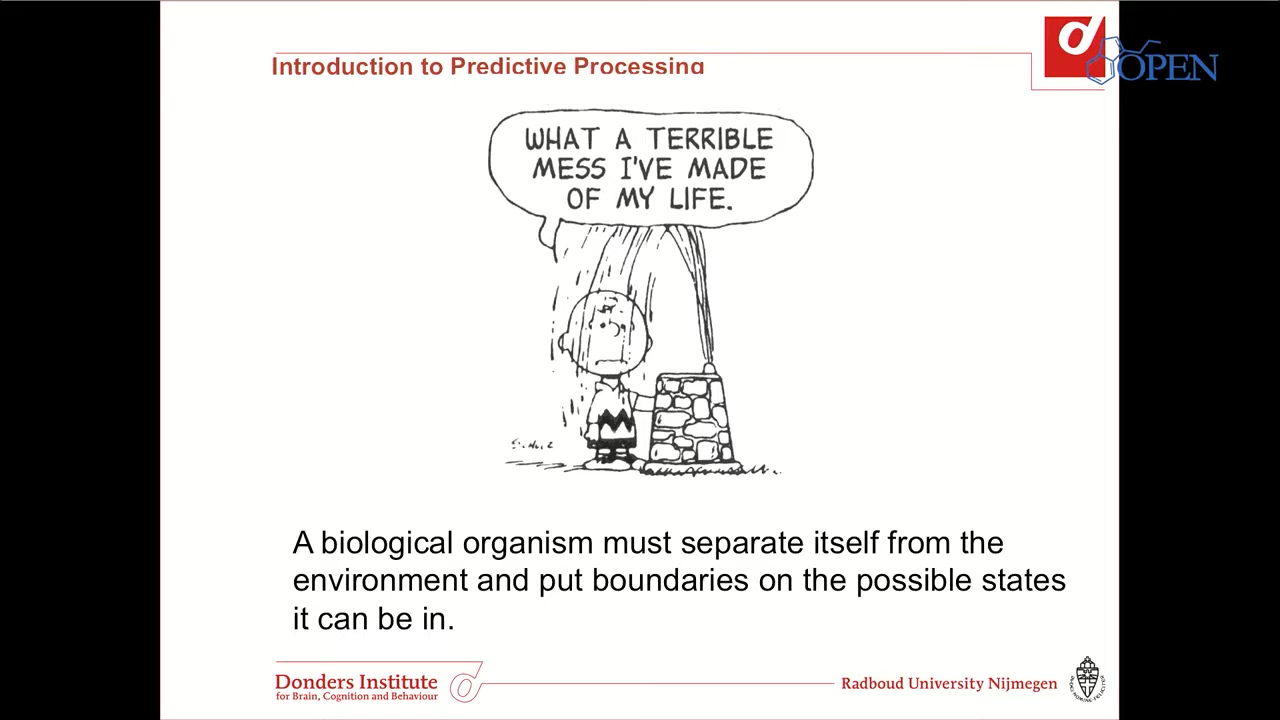 Introduction to Predictive Processing
OPEN
WHAT A TERRIBLE
MESS I'VE MADE
OF MY LIFE.
A biological organism must separate itself from the
environment and put boundaries on the possible states
it can be in.
Donders Institute
for Brain, Cognition and Behaviour
Radboud University Nijmegen